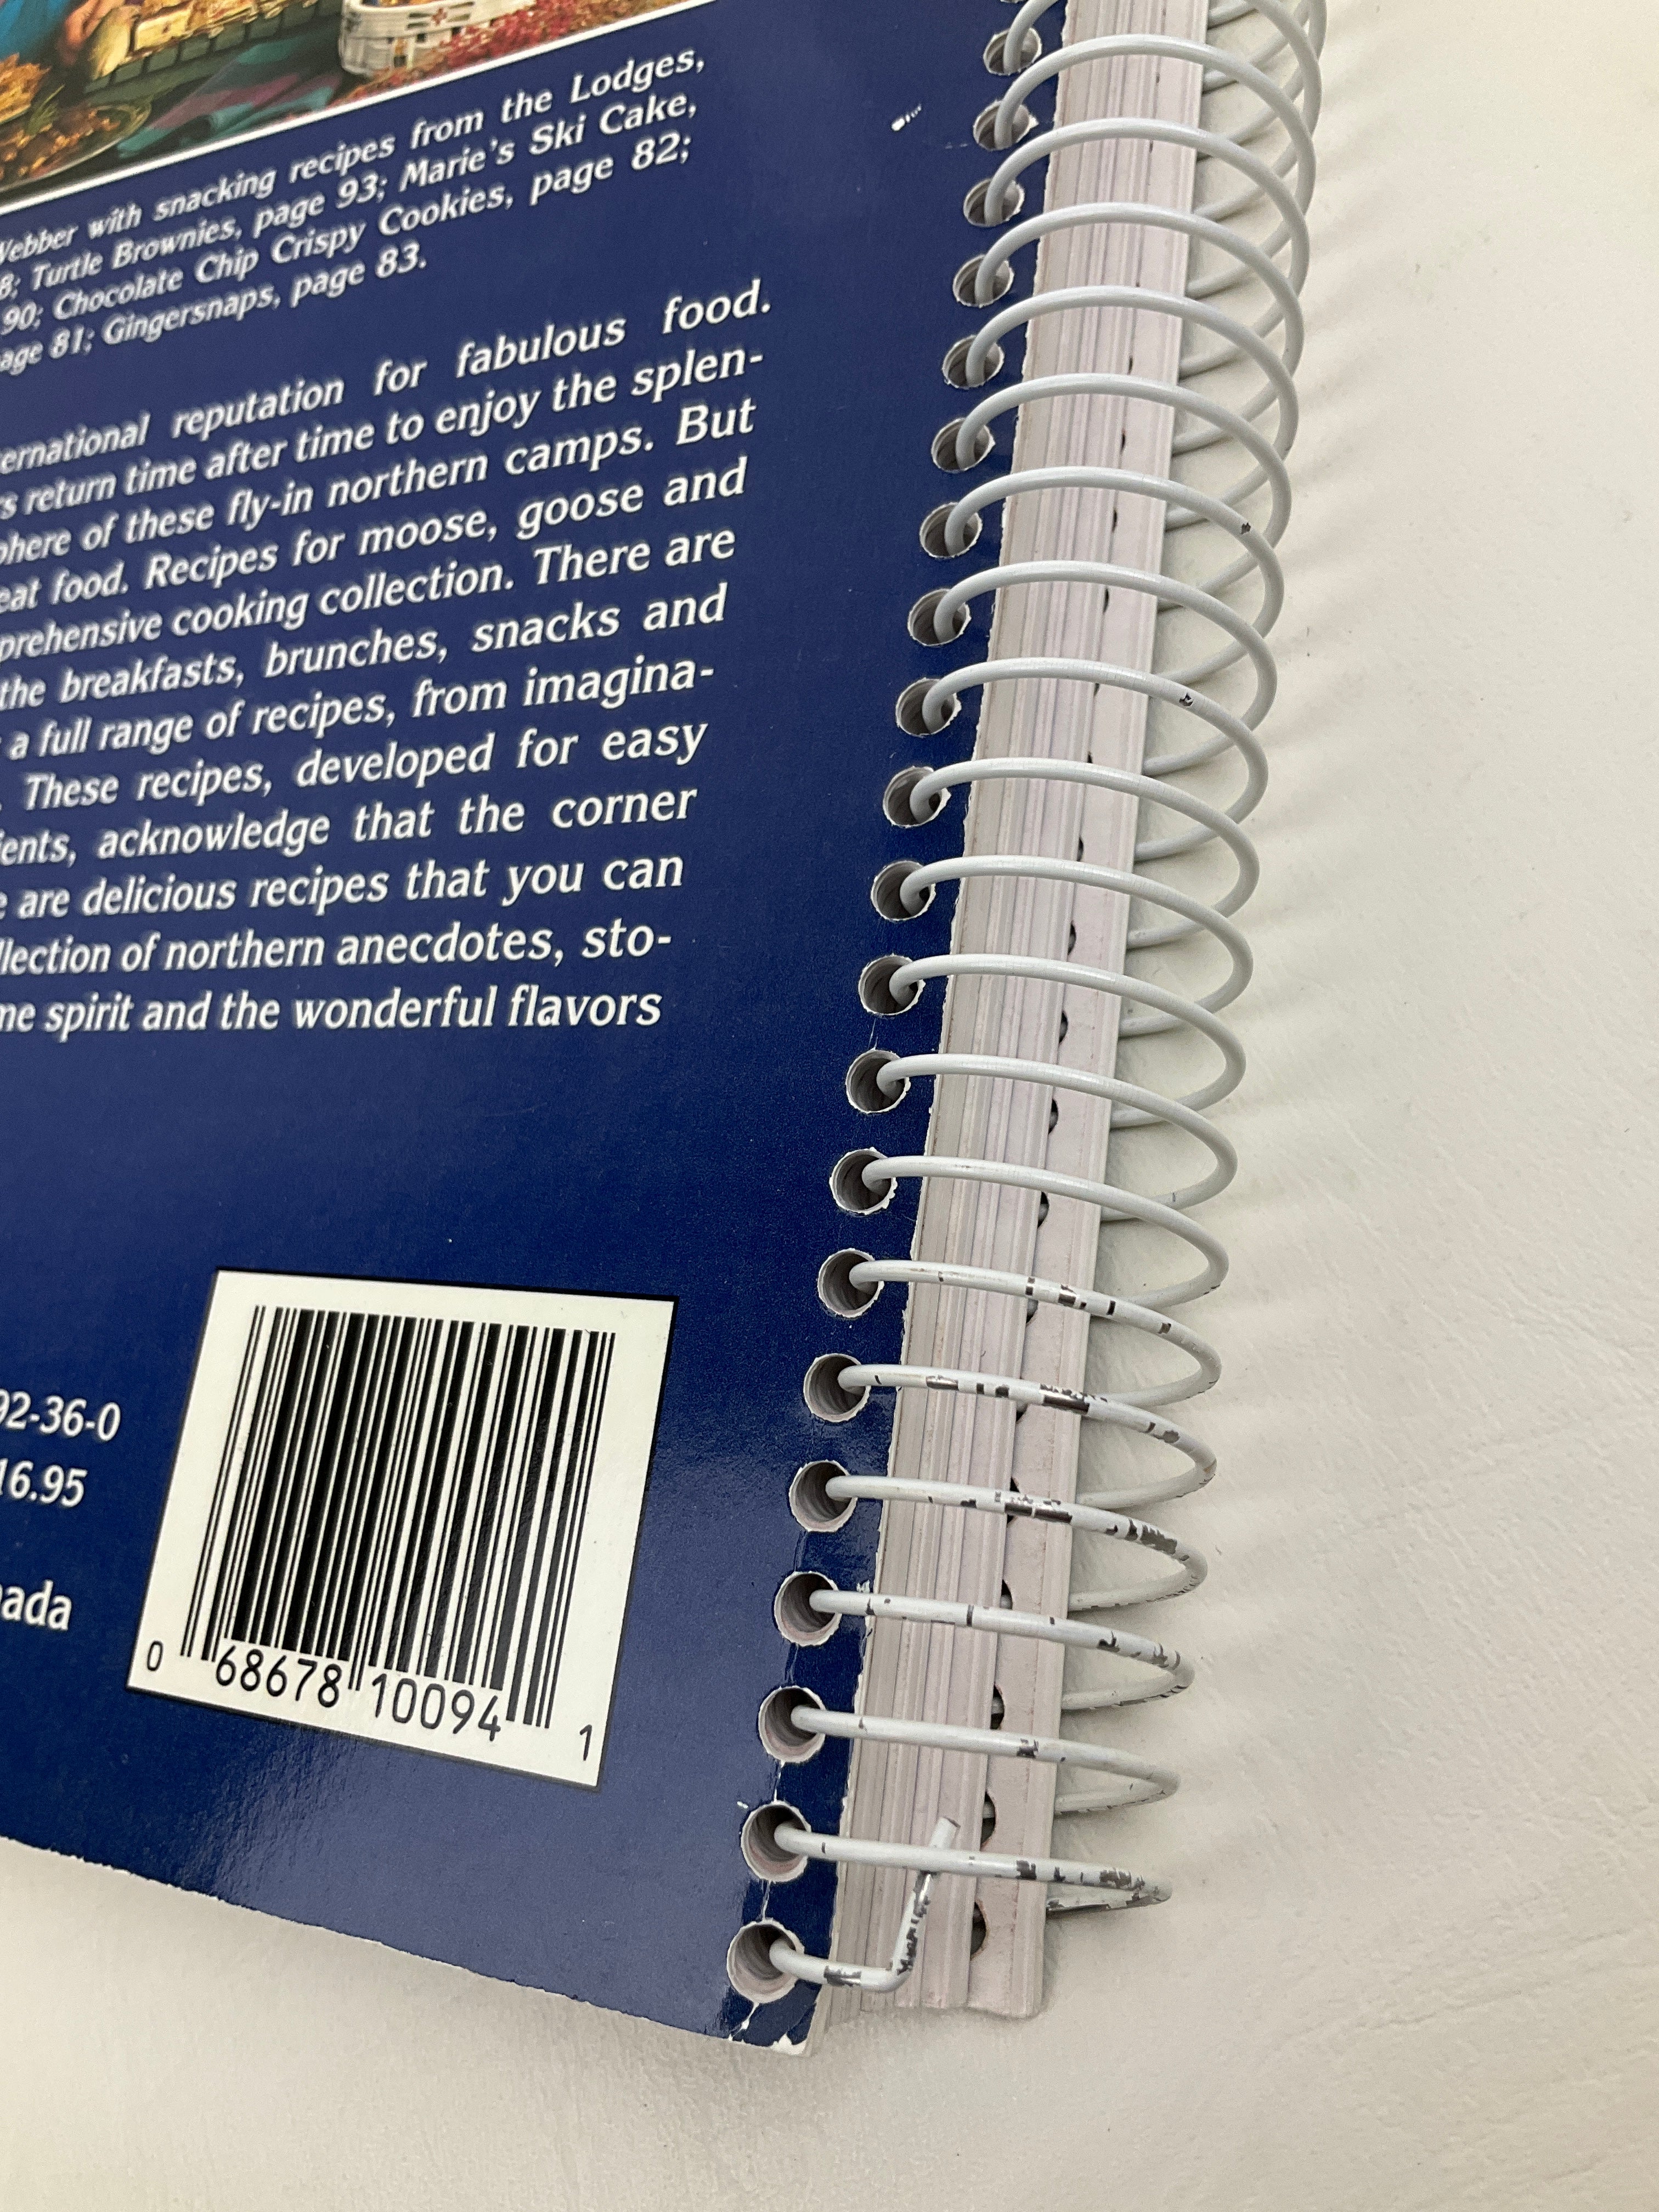 Webber with snacking recipes from the Lodges,
8; Turtle Brownies, page 93; Marie's Ski Cake,
90; Chocolate Chip Crispy Cookies, page 82;
age 81; Gingersnaps, page 83.
ernational reputation for fabulous food.
s return time after time to enjoy the splen-
phere of these fly-in northern camps. But
eat food. Recipes for moose, goose and
prehensive cooking collection. There are
the breakfasts, brunches, snacks and
a full range of recipes, from imagina-
. These recipes, developed for easy
ients, acknowledge that the corner
e are delicious recipes that you can
llection of northern anecdotes, sto-
me spirit and the wonderful flavors
92-36-0
16.95
nada
0 68678 10094 1